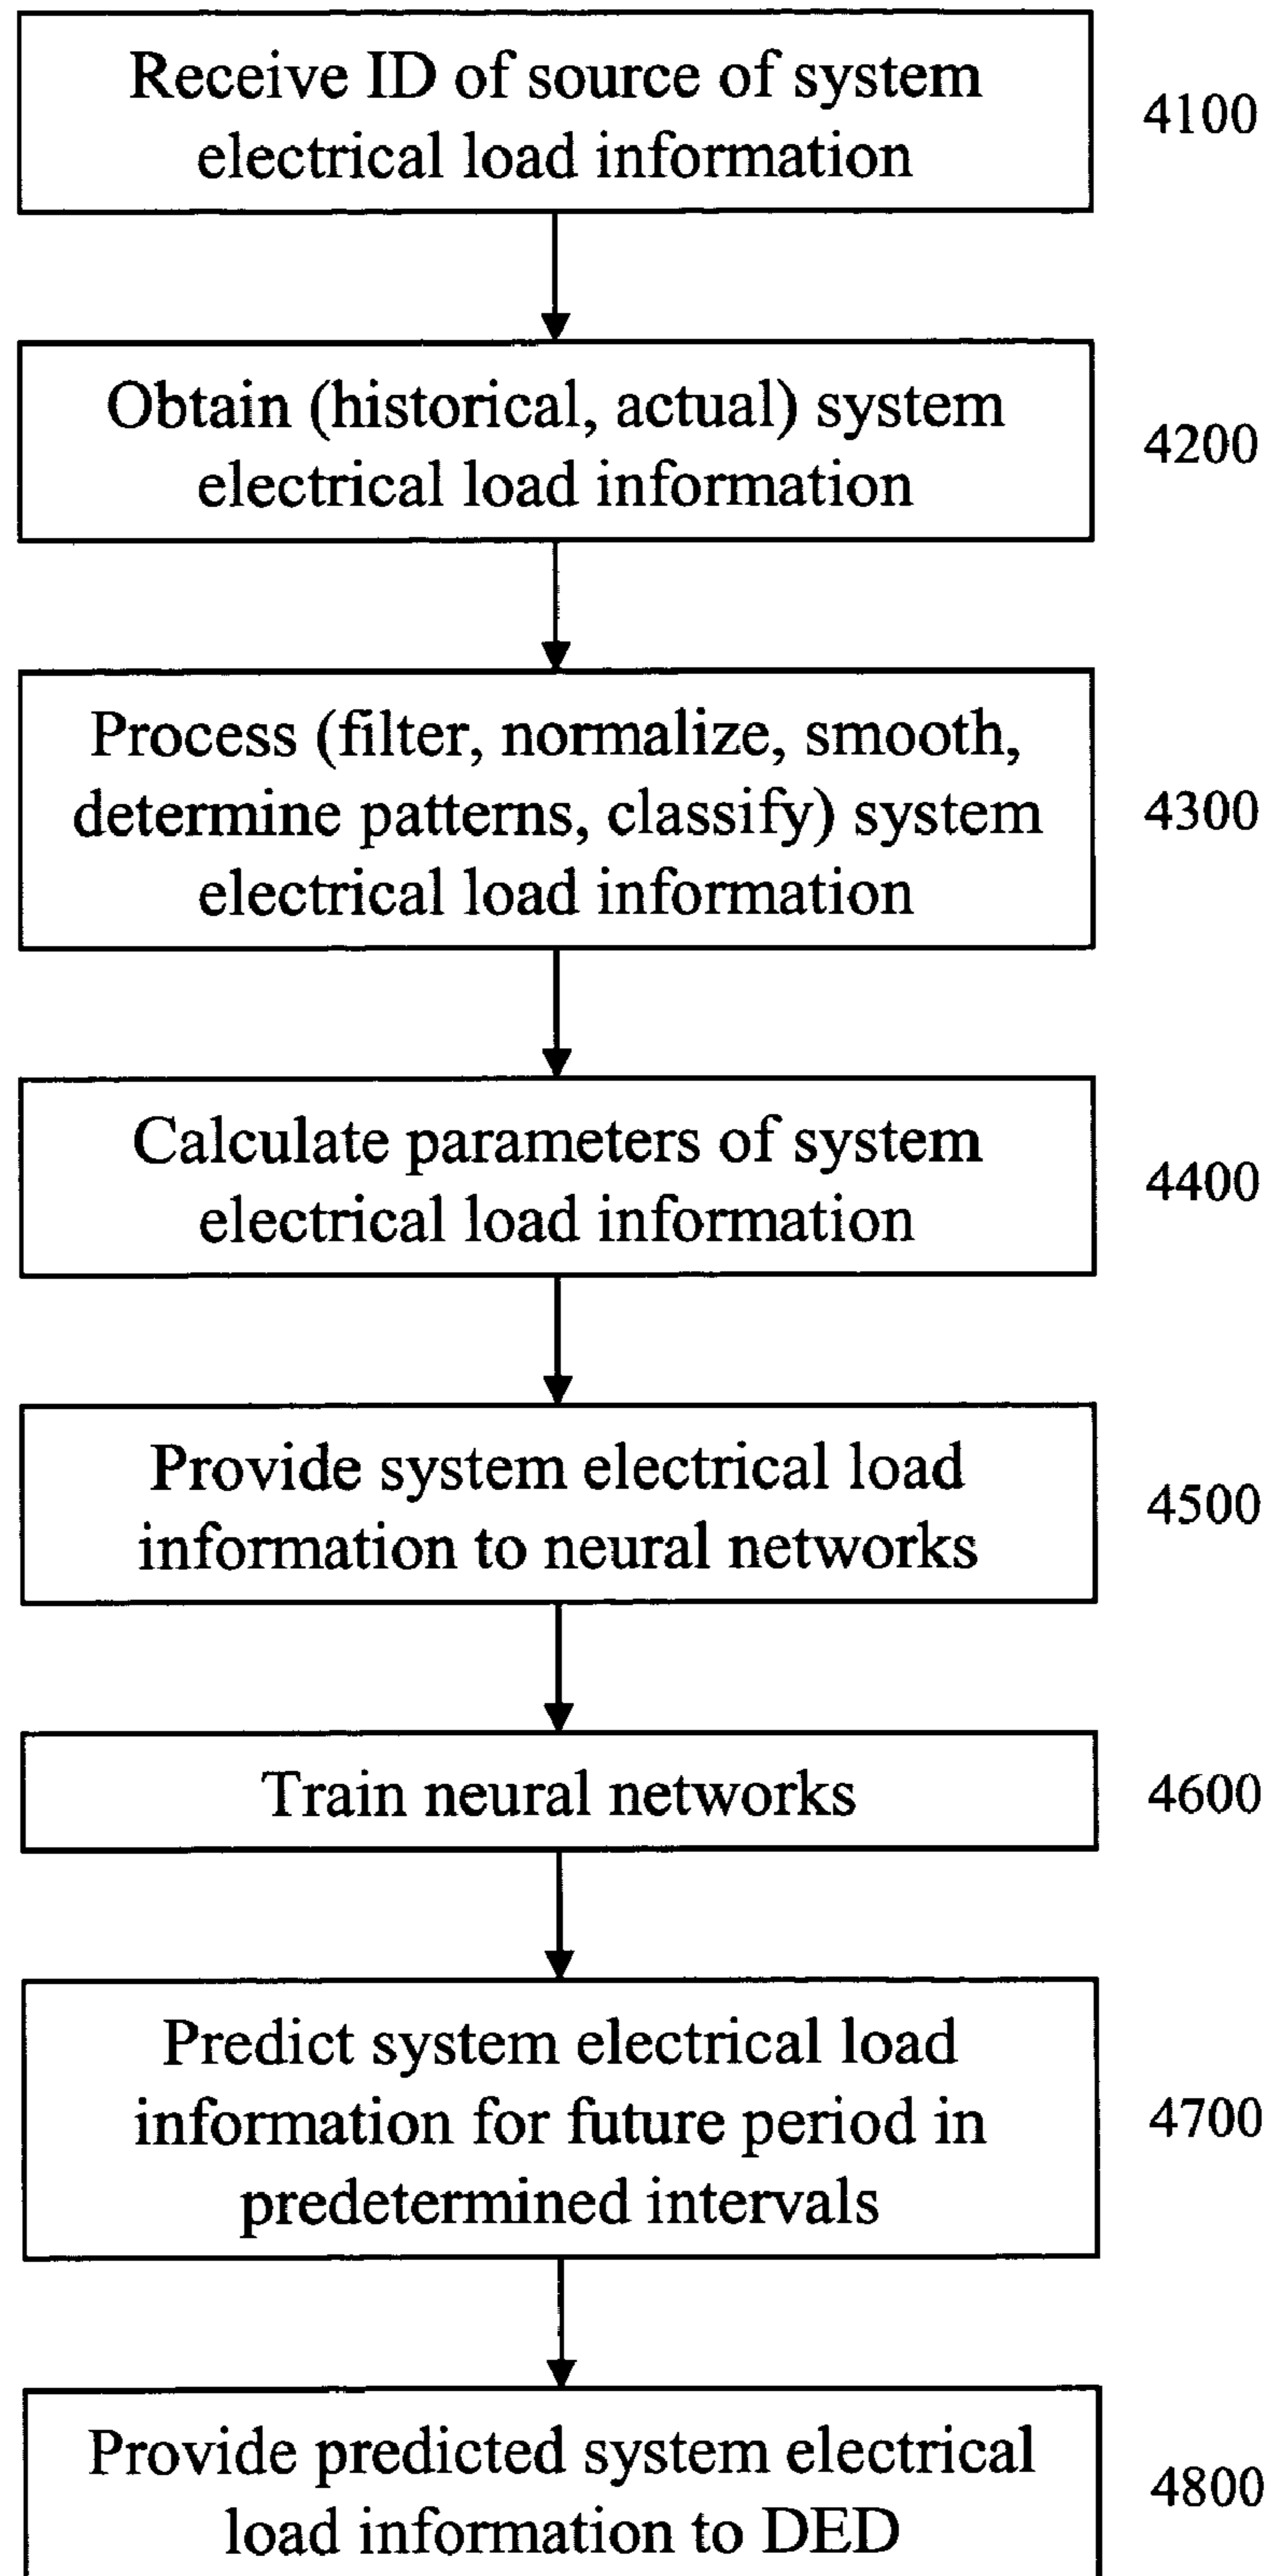 Receive ID of source of system
electrical load information
4100
Obtain (historical, actual) system
electrical load information
4200
Process (filter, normalize, smooth,
determine patterns, classify) system
electrical load information
4300
Calculate parameters of system
electrical load information
4400
Provide system electrical load
information to neural networks
4500
Train neural networks
4600
Predict system electrical load
information for future period in
predetermined intervals
4700
Provide predicted system electrical
load information to DED
4800